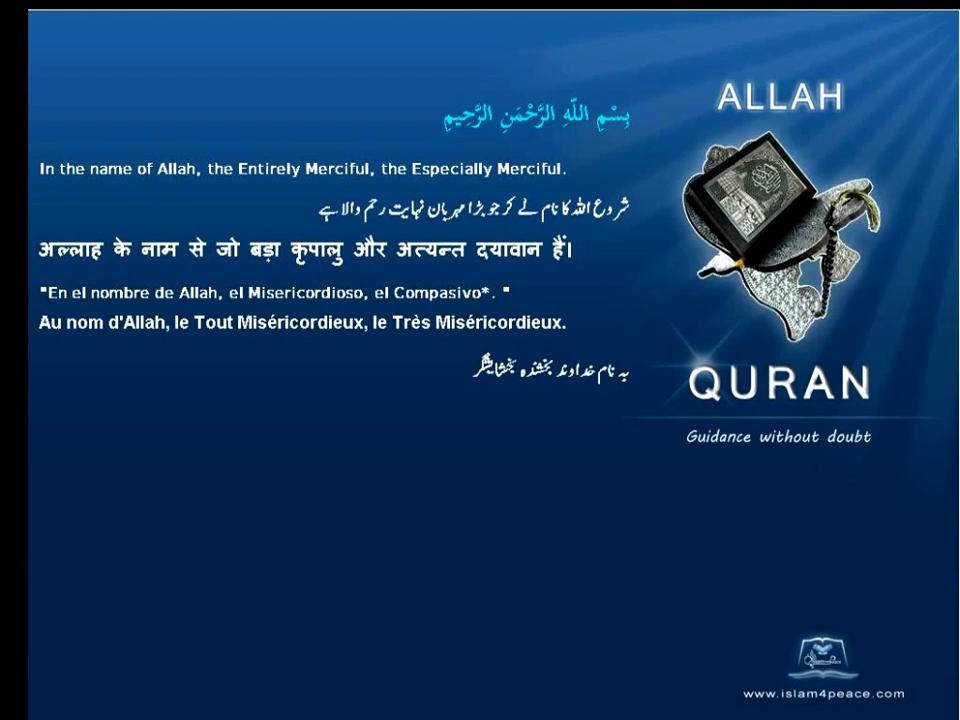 بِسْمِ اللّهِ الرَّحْمَنِ الرَّحِيمِ
In the name of Allah, the Entirely Merciful, the Especially Merciful.
شروع الله کا نام لے کر جو بڑا مہربان نہایت رحم والا ہے
अल्लाह के नाम से जो बड़ा कृपालु और अत्यन्त दयावान हैं।
"En el nombre de Allah, el Misericordioso, el Compasivo*. "
Au nom d'Allah, le Tout Miséricordieux, le Très Miséricordieux.
به نام خداوند بخشنده بخشایشگر
ALLAH
QURAN
Guidance without doubt
www.islam4peace.com